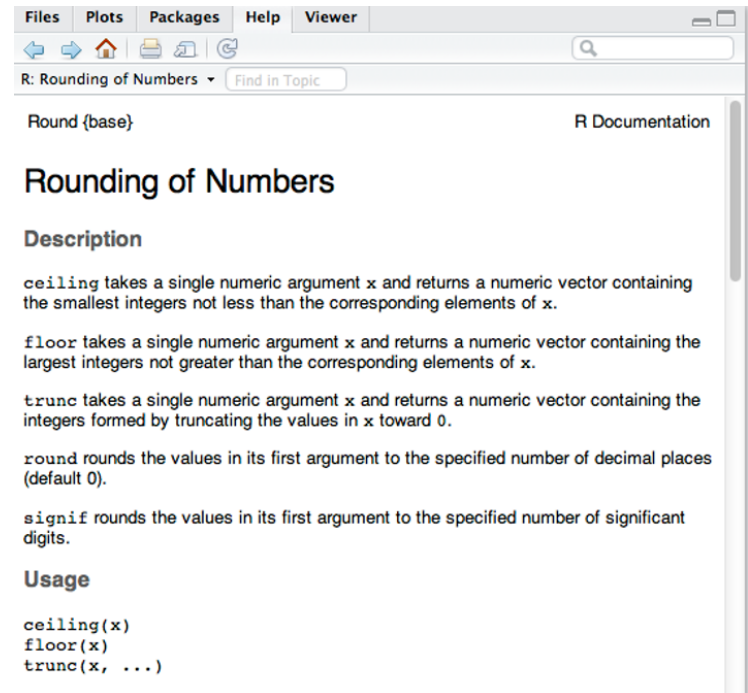 Files Plots Packages Help Viewer
R: Rounding of Numbers Find in Topic
Round {base} R Documentation
Rounding of Numbers
Description
ceiling takes a single numeric argument x and returns a numeric vector containing
the smallest integers not less than the corresponding elements of x.
floor takes a single numeric argument x and returns a numeric vector containing the
largest integers not greater than the corresponding elements of x.
trunc takes a single numeric argument x and returns a numeric vector containing the
integers formed by truncating the values in x toward 0.
round rounds the values in its first argument to the specified number of decimal places
(default 0).
signif rounds the values in its first argument to the specified number of significant
digits.
Usage
ceiling(x)
floor(x)
trunc(x, ...)